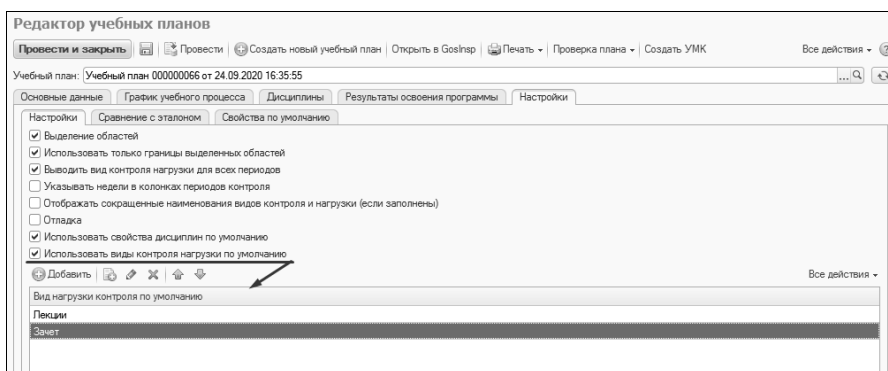 Редактор учебных планов
Провести и закрыть Провести Создать новый учебный план Открыть в GosInsp Печать Проверка плана Создать УМК Все действия
Учебный план: Учебный план 000000066 от 24.09.2020 16:35:55 ...
Основные данные График учебного процесса Дисциплины Результаты освоения программы Настройки
Настройки Сравнение с эталоном Свойства по умолчанию
Выделение областей
Использовать только границы выделенных областей
Выводить вид контроля нагрузки для всех периодов
Указывать недели в колонках периодов контроля
Отображать сокращенные наименования видов контроля и нагрузки (если заполнены)
Отладка
Использовать свойства дисциплин по умолчанию
Использовать виды контроля нагрузки по умолчанию
Добавить Все действия
Вид нагрузки контроля по умолчанию
Лекции
Зачет